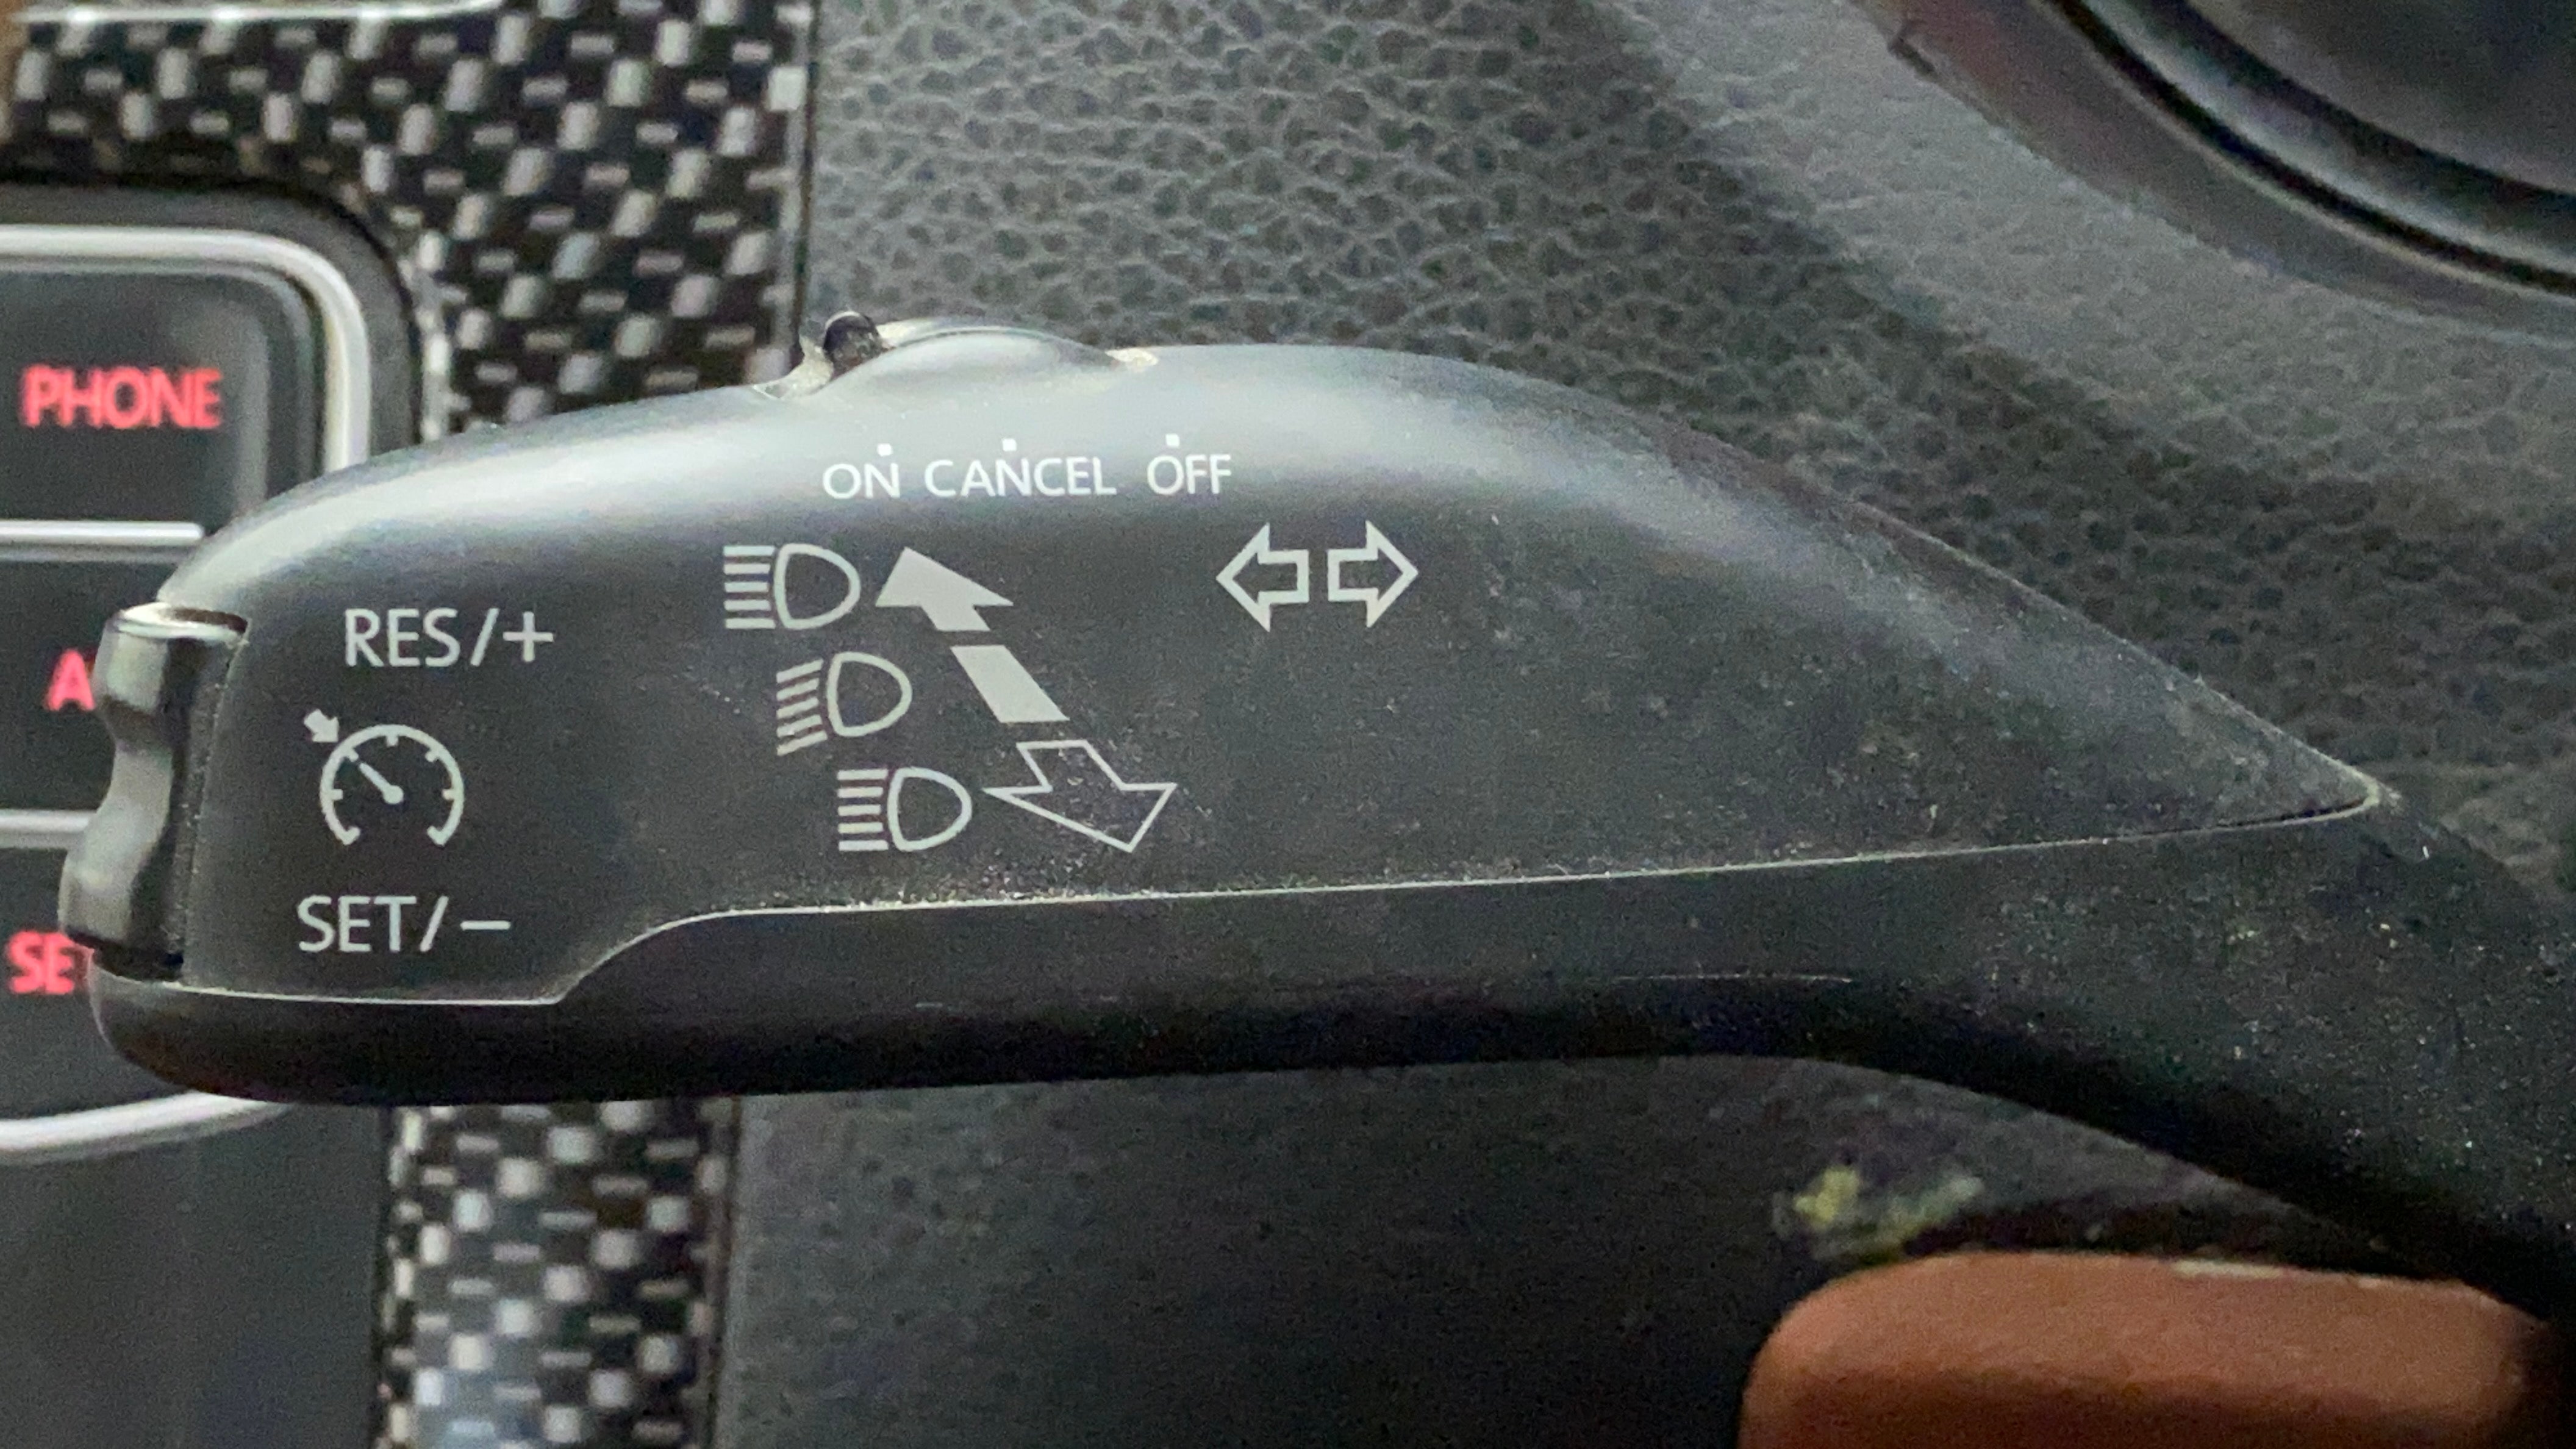 PHONE
ON CANCEL OFF
RES/+
SET/−